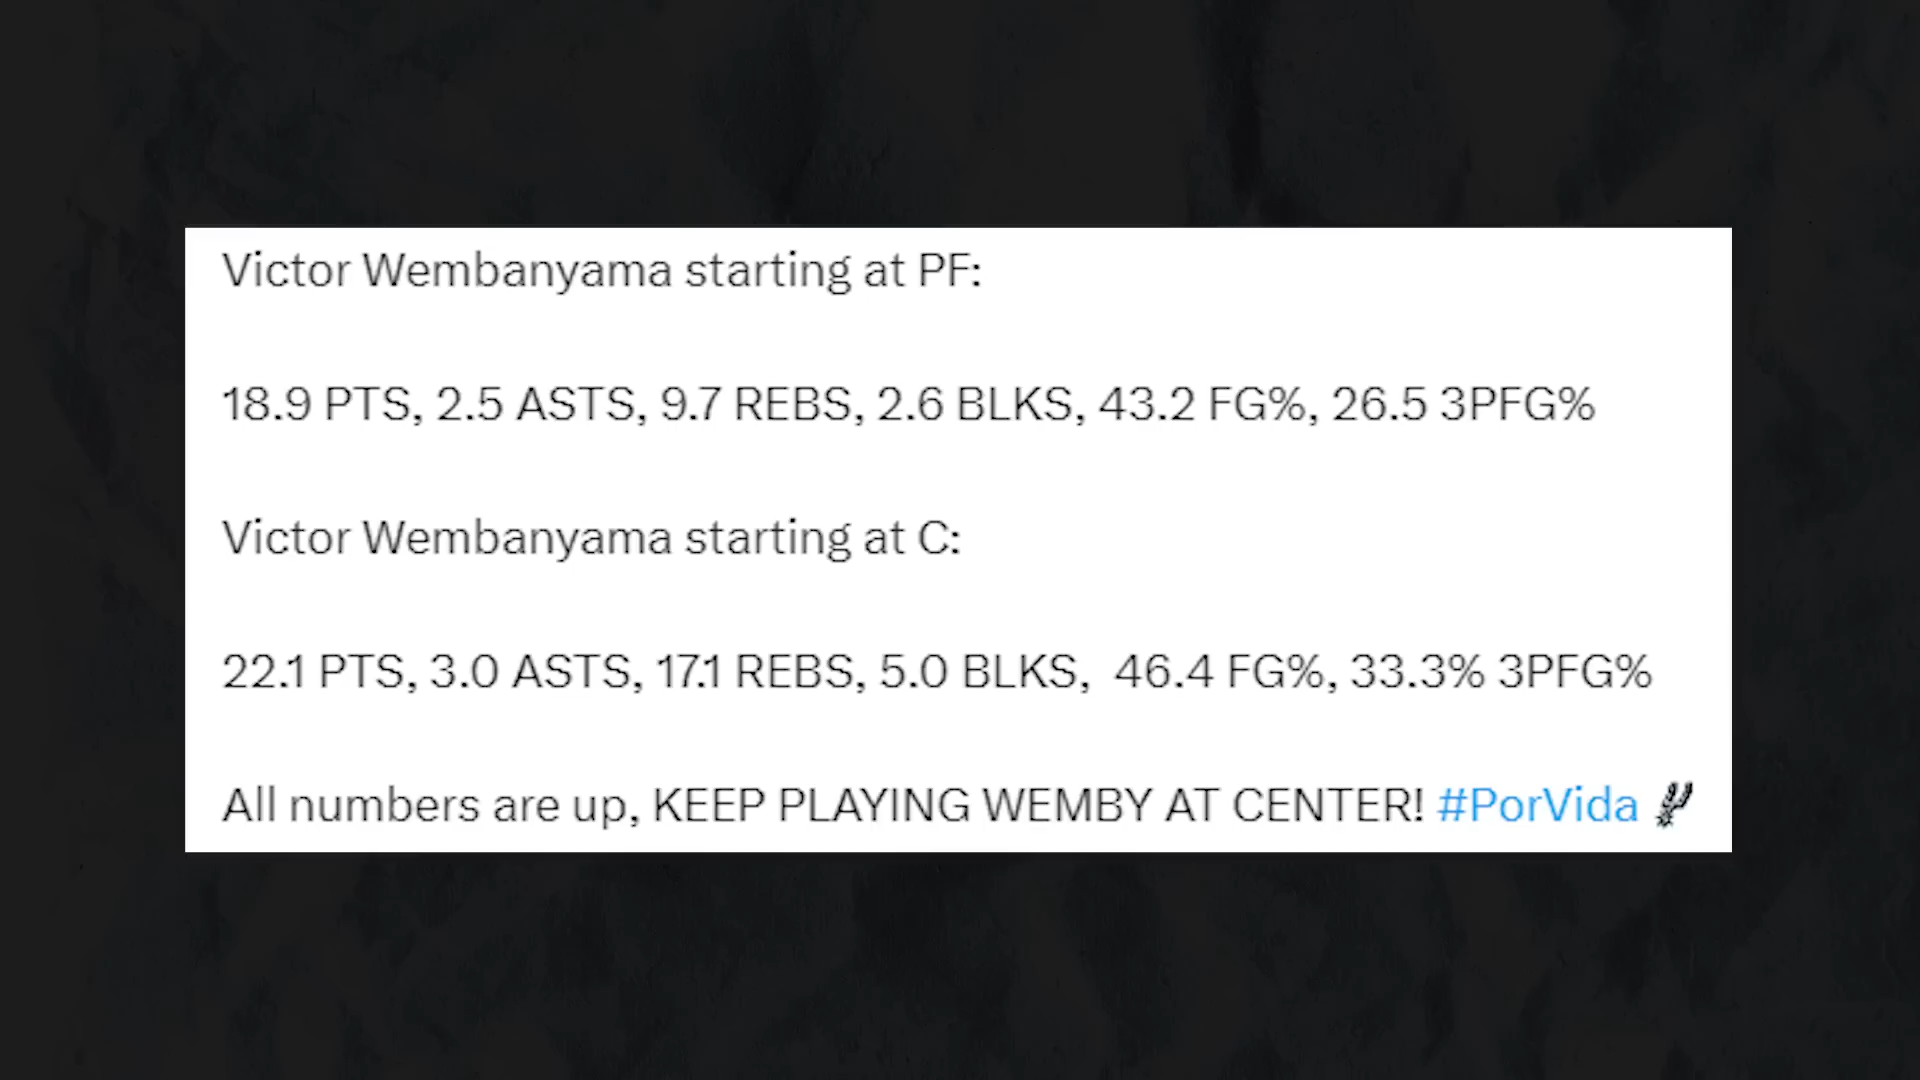 Victor Wembanyama starting at PF:
18.9 PTS, 2.5 ASTS, 9.7 REBS, 2.6 BLKS, 43.2 FG%, 26.5 3PFG%
Victor Wembanyama starting at C:
22.1 PTS, 3.0 ASTS, 17.1 REBS, 5.0 BLKS, 46.4 FG%, 33.3% 3PFG%
All numbers are up, KEEP PLAYING WEMBY AT CENTER! #PorVida